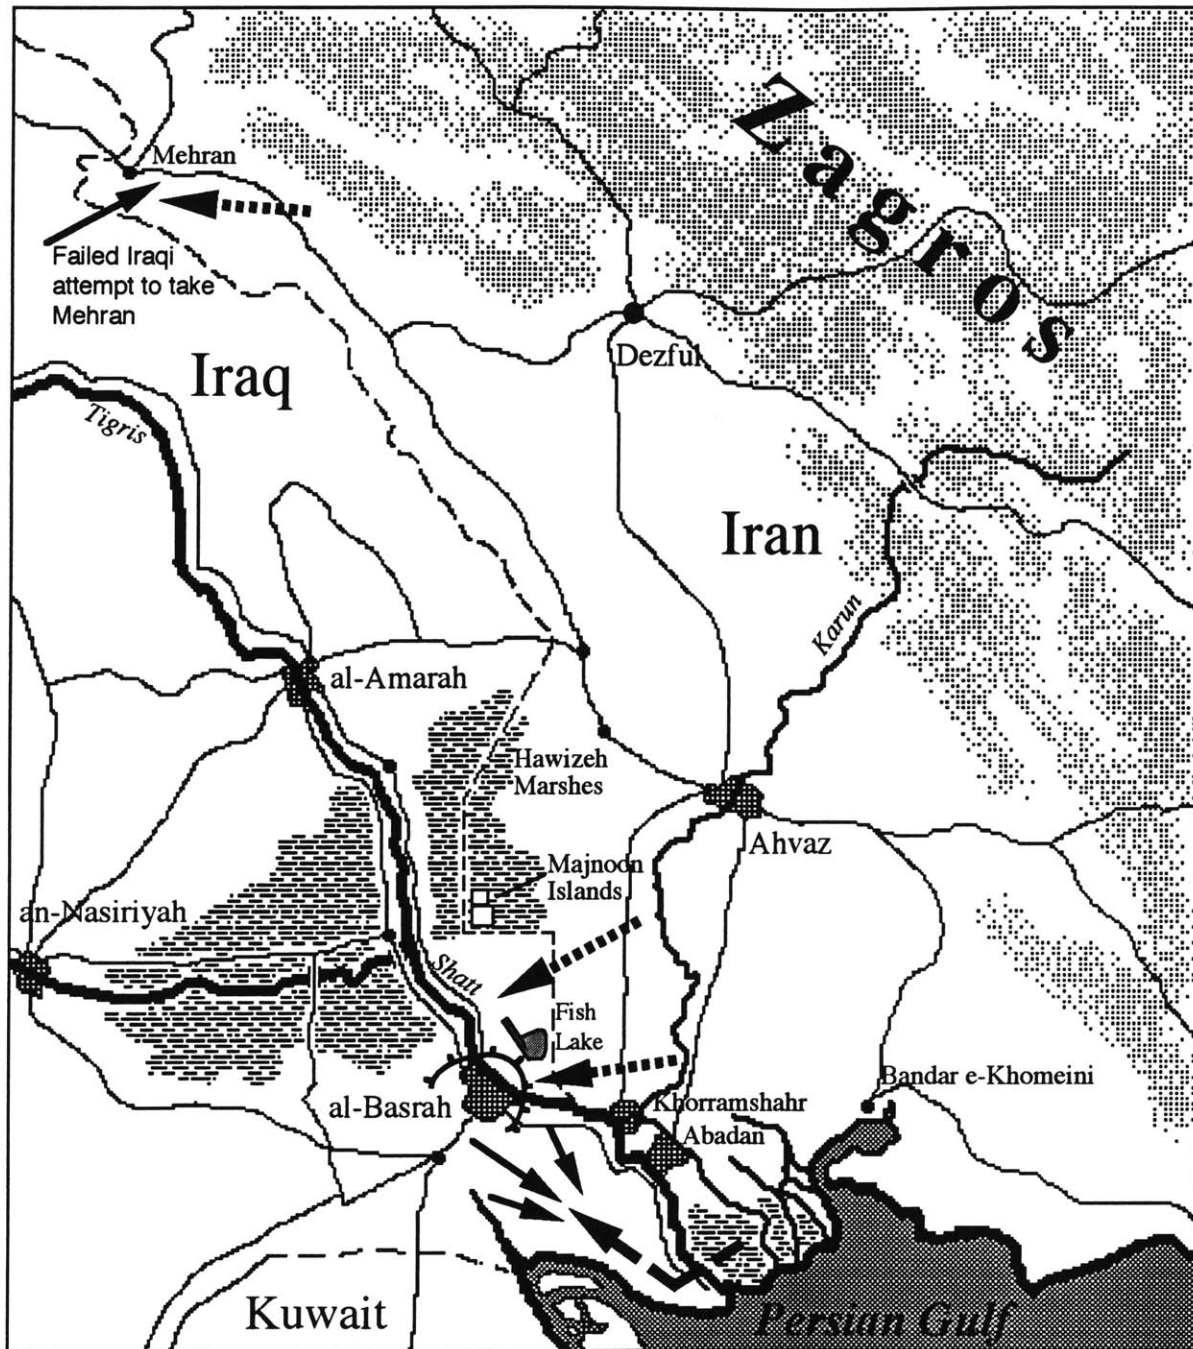 Zagros
Mehran
Failed Iraqi
attempt to take
Mehran
Dezful
Iraq
Tigris
Iran
Karun
al-Amarah
Hawizeh
Marshes
Ahvaz
Majnoon
Islands
an-Nasiriyah
Shatt
Fish
Lake
Bandar e-Khomeini
al-Basrah
Khorramshahr
Abadan
Kuwait
Persian Gulf